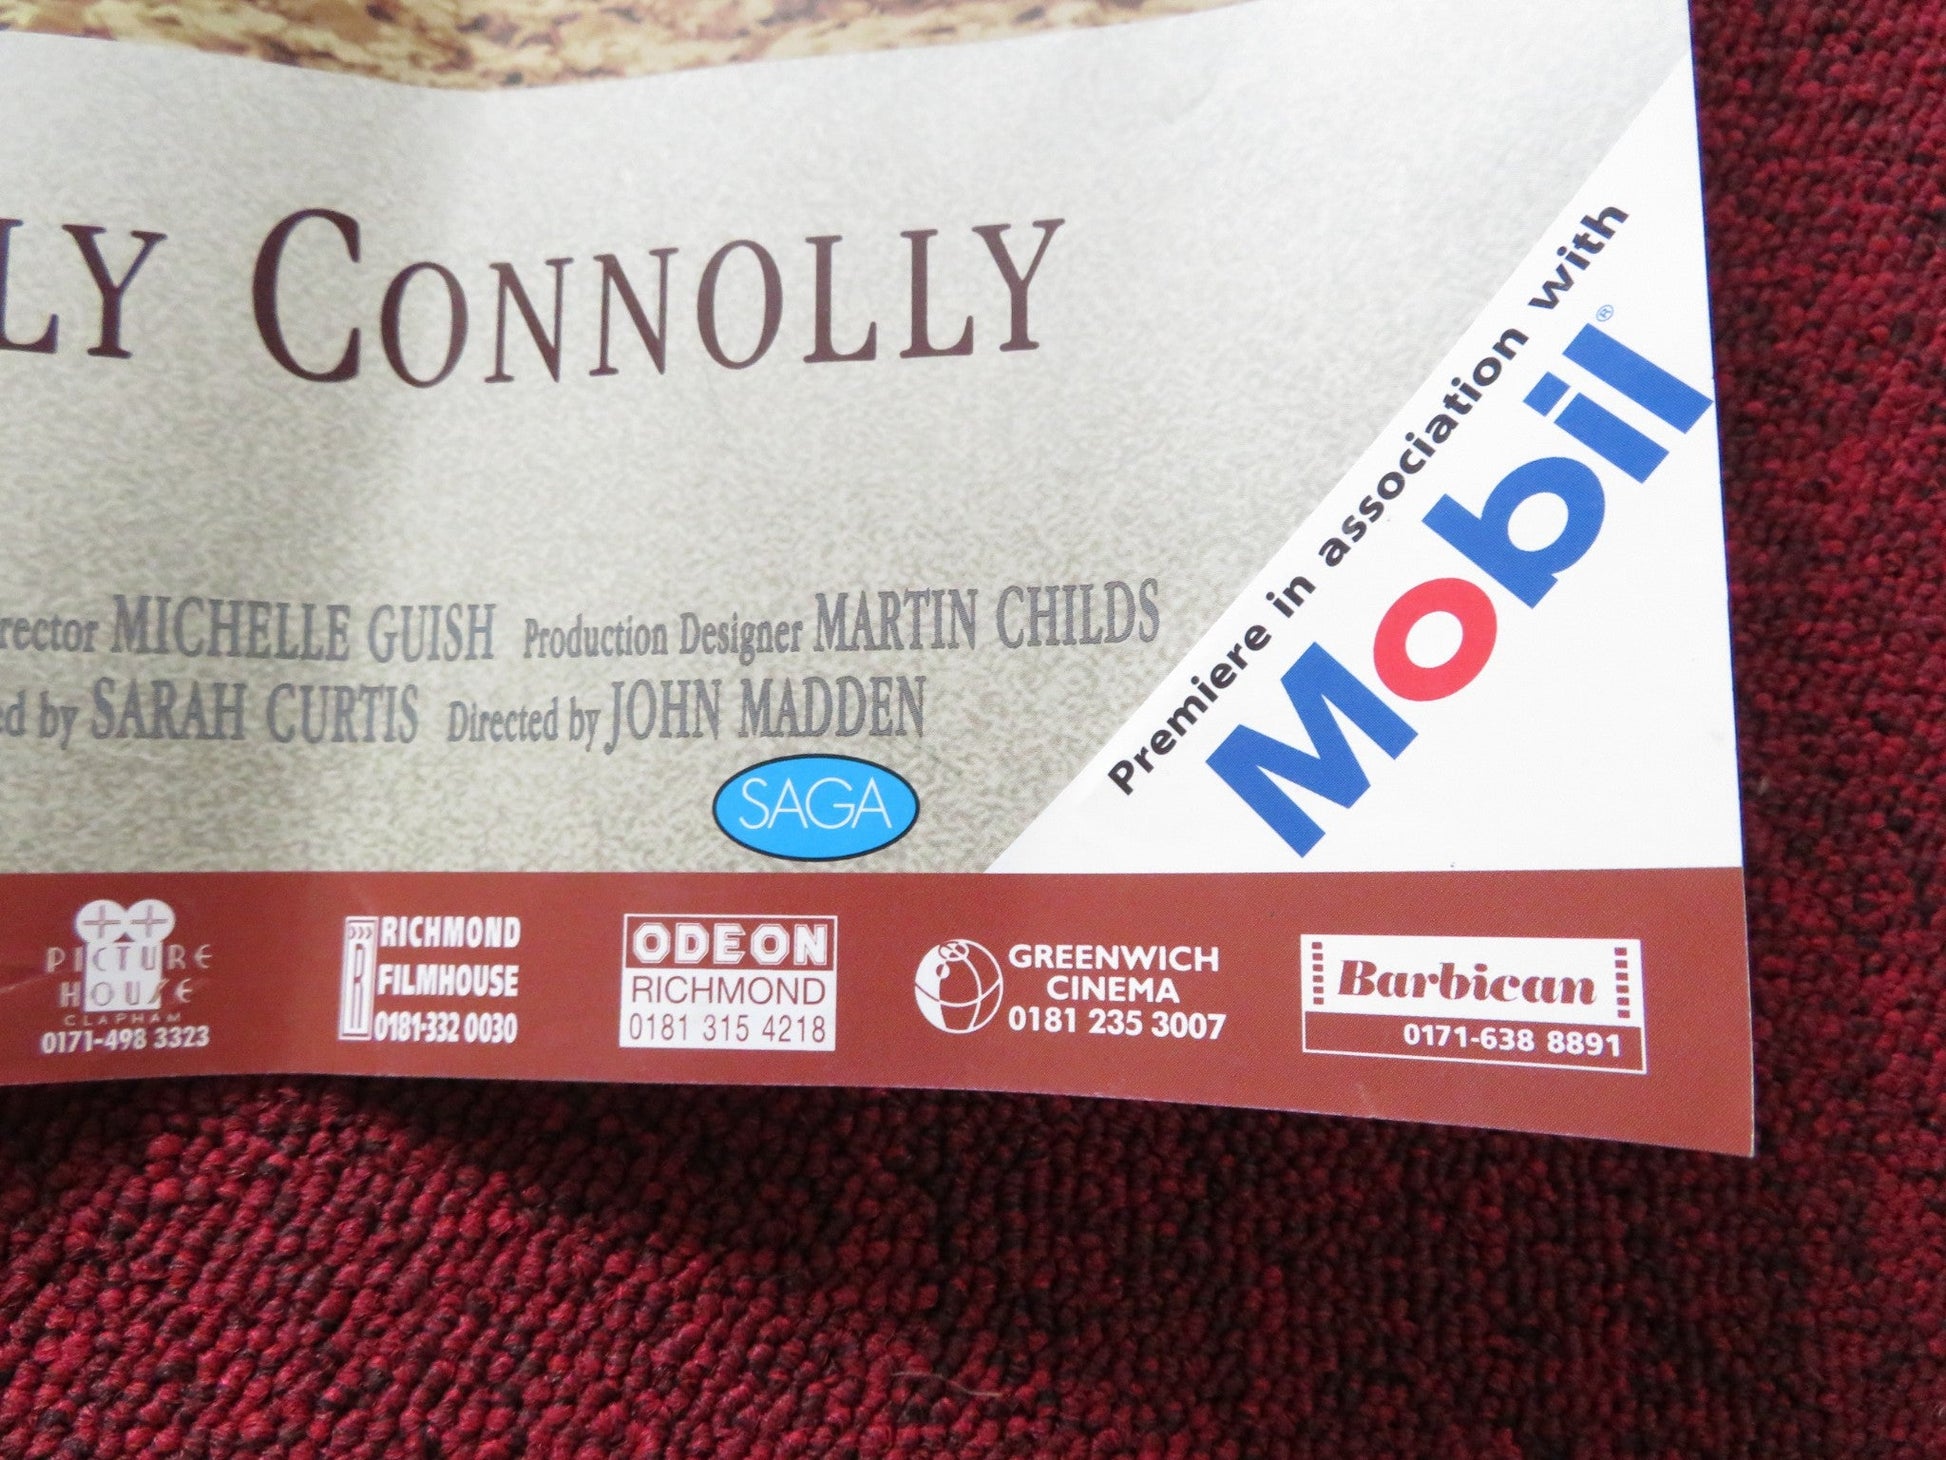 LY CONNOLLY
Premiere in association with
Mobil®
rector MICHELLE GUISH Production Designer MARTIN CHILDS
ed by SARAH CURTIS Directed by JOHN MADDEN
SAGA
PICTURE
HOUSE
CLAPHAM
0171-498 3323
RICHMOND
FILMHOUSE
0181-332 0030
ODEON
RICHMOND
0181 315 4218
GREENWICH
CINEMA
0181 235 3007
Barbican
0171-638 8891